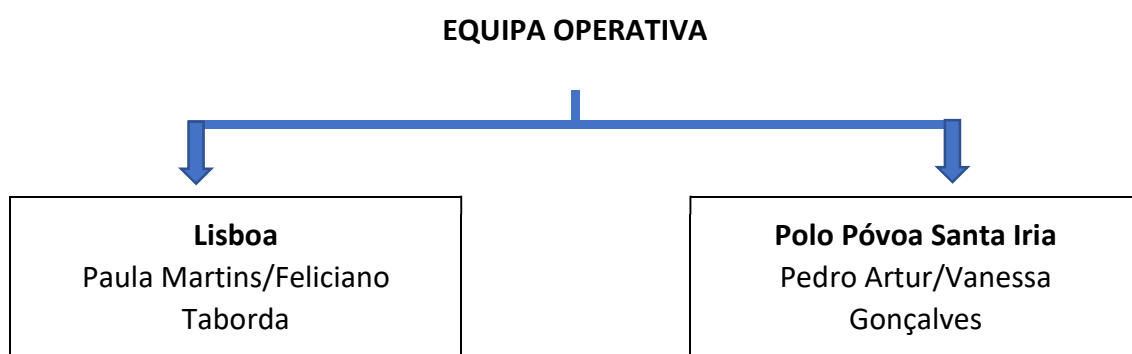 EQUIPA OPERATIVA
Lisboa
Paula Martins/Feliciano
Taborda
Polo Póvoa Santa Iria
Pedro Artur/Vanessa
Gonçalves